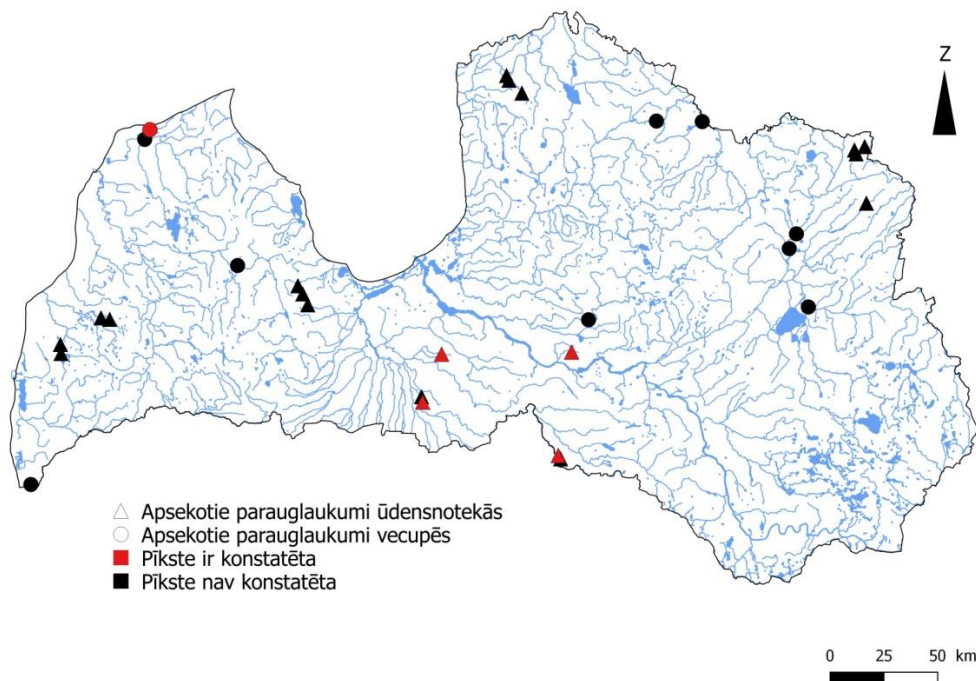 Z
Apsekotie parauglaukumi ūdensnotekās
Apsekotie parauglaukumi vecupēs
Pīkste ir konstatēta
Pīkste nav konstatēta
0 25 50 km